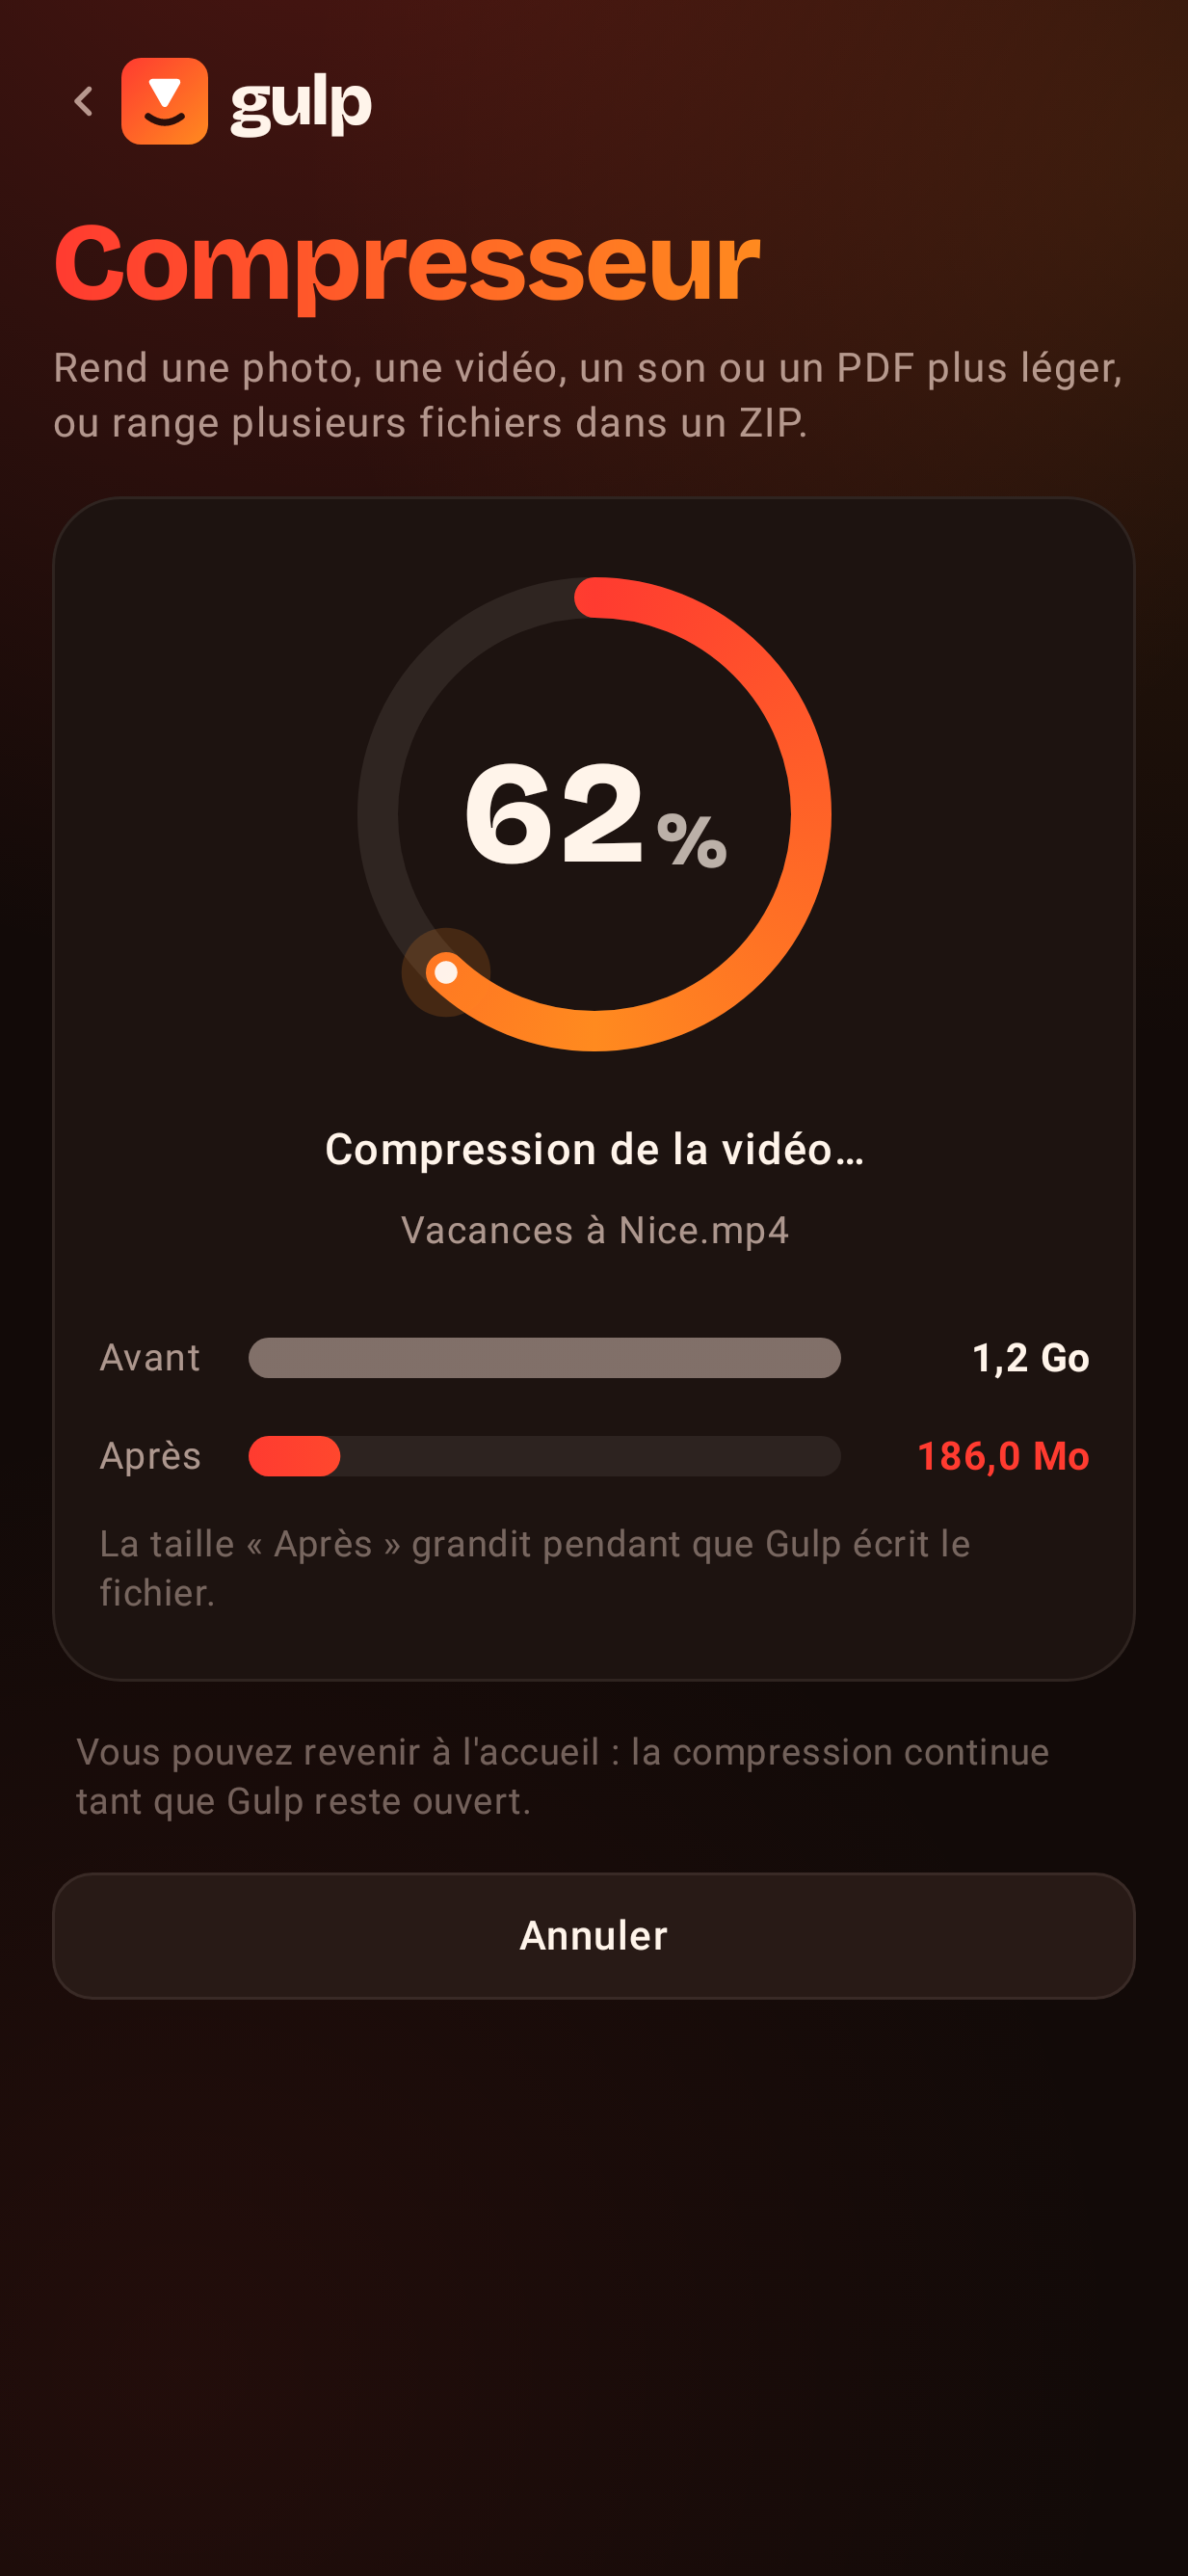 gulp
Compresseur
Rend une photo, une vidéo, un son ou un PDF plus léger,
ou range plusieurs fichiers dans un ZIP.
62%
Compression de la vidéo…
Vacances à Nice.mp4
Avant 1,2 Go
Après 186,0 Mo
La taille « Après » grandit pendant que Gulp écrit le
fichier.
Vous pouvez revenir à l'accueil : la compression continue
tant que Gulp reste ouvert.
Annuler